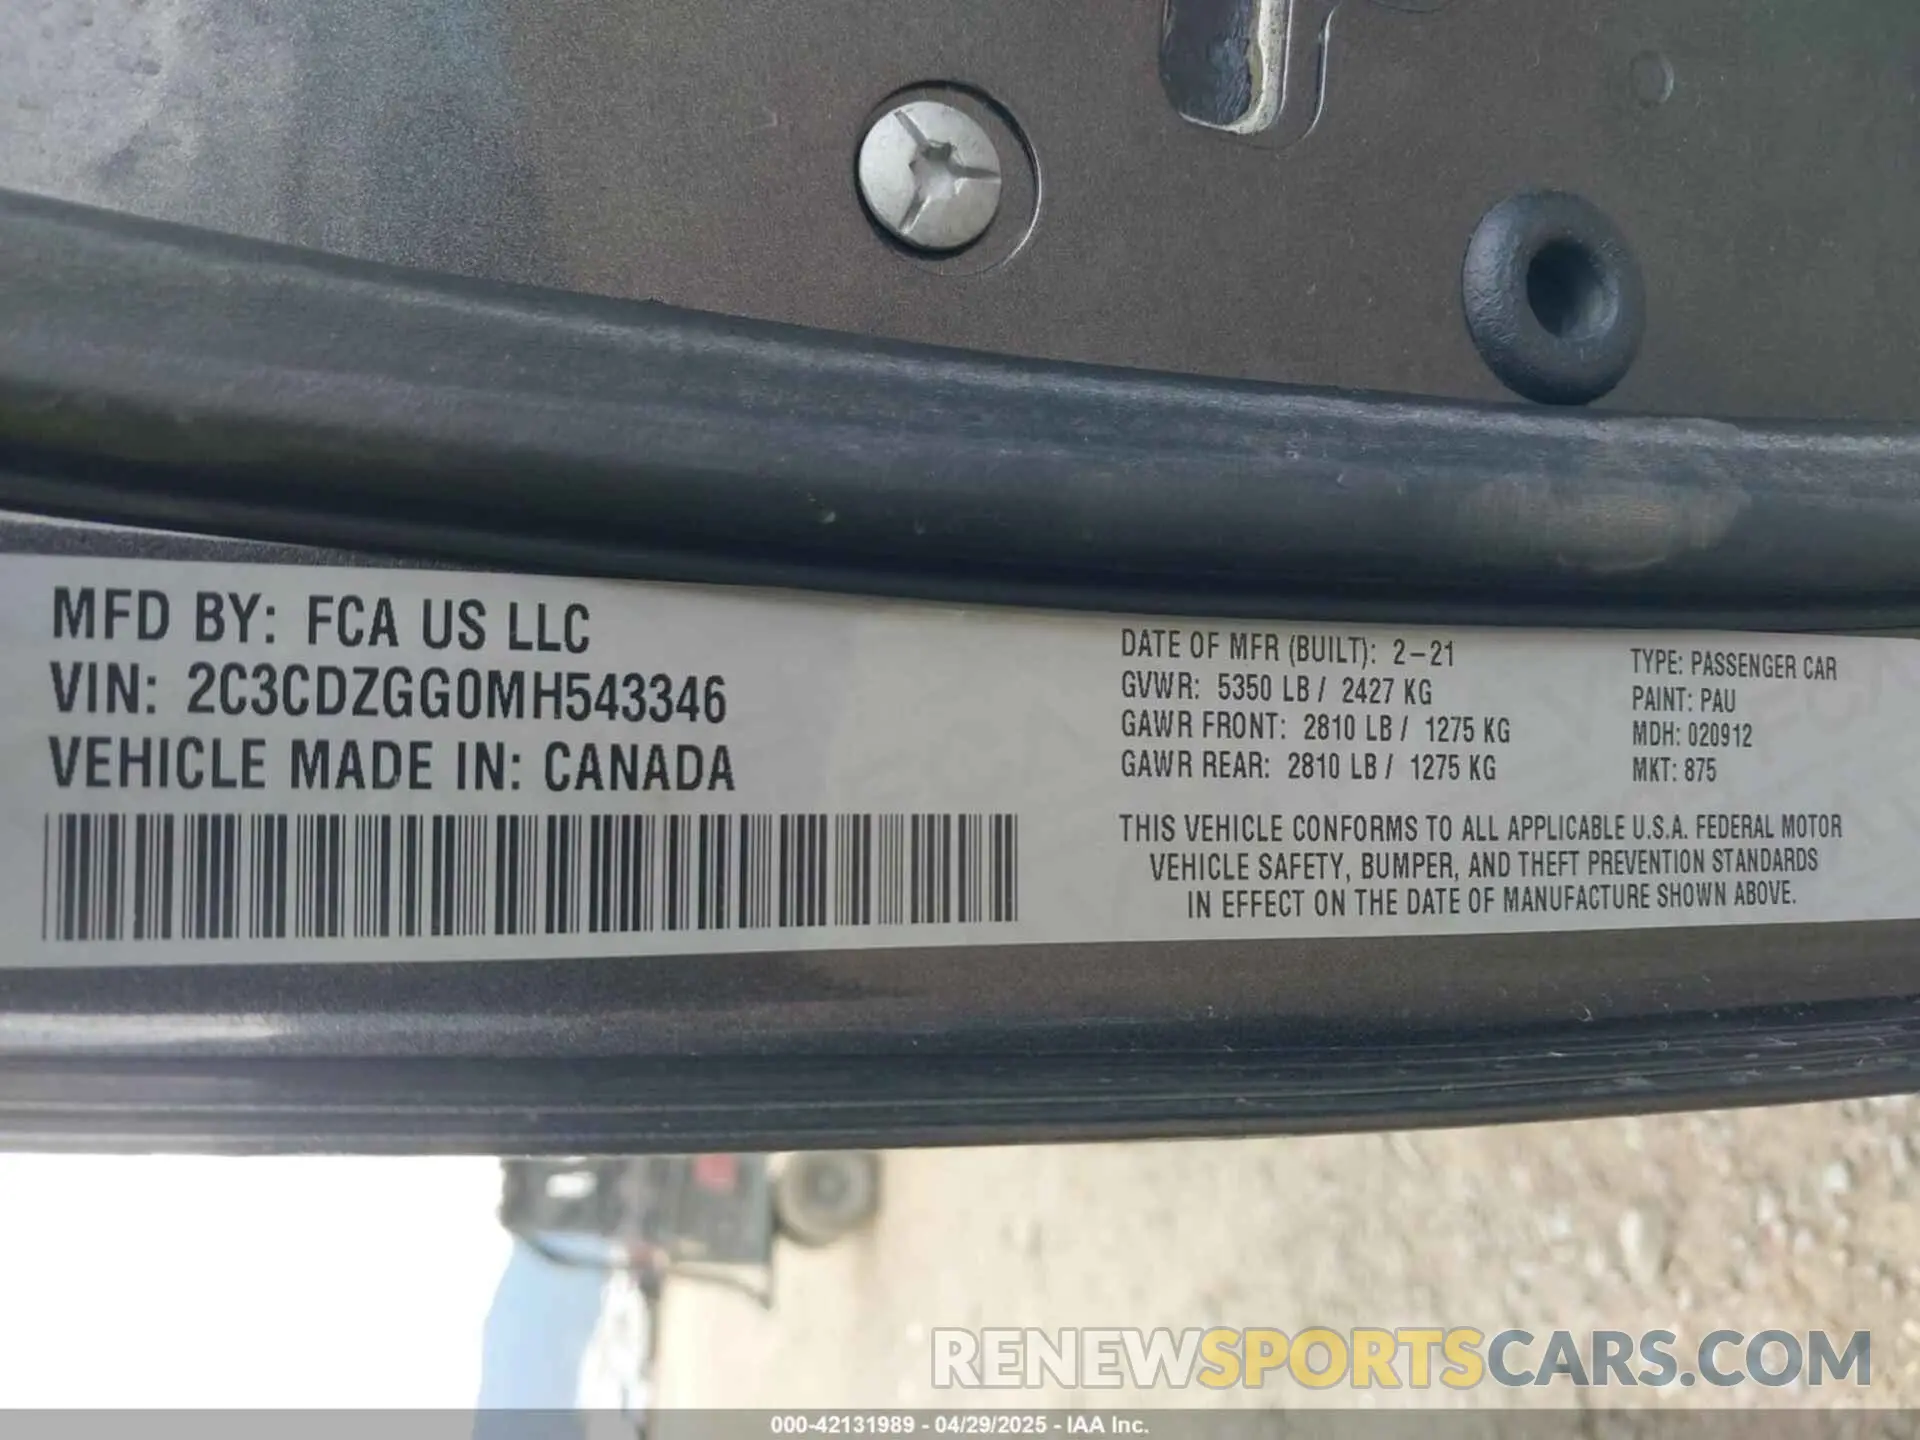 MFD BY: FCA US LLC
VIN: 2C3CDZGG0MH543346
VEHICLE MADE IN: CANADA
DATE OF MFR (BUILT): 2-21
GVWR: 5350 LB / 2427 KG
GAWR FRONT: 2810 LB / 1275 KG
GAWR REAR: 2810 LB / 1275 KG
TYPE: PASSENGER CAR
PAINT: PAU
MDH: 020912
MKT: 875
THIS VEHICLE CONFORMS TO ALL APPLICABLE U.S.A. FEDERAL MOTOR
VEHICLE SAFETY, BUMPER, AND THEFT PREVENTION STANDARDS
IN EFFECT ON THE DATE OF MANUFACTURE SHOWN ABOVE.
RENEWSPORTSCARS.COM
000-42131989 - 04/29/2025 - IAA Inc.